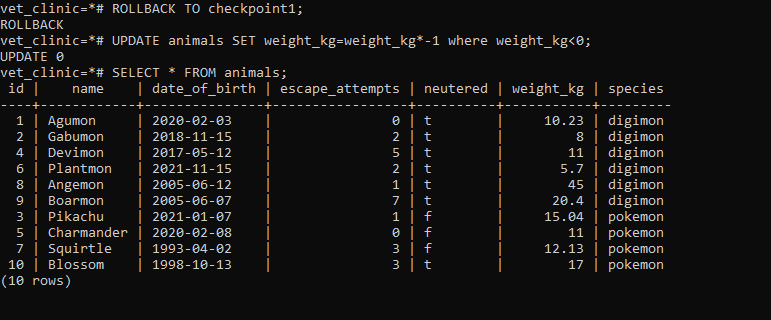 vet_clinic=*# ROLLBACK TO checkpoint1;
ROLLBACK
vet_clinic=*# UPDATE animals SET weight_kg=weight_kg*-1 where weight_kg<0;
UPDATE 0
vet_clinic=*# SELECT * FROM animals;
 id |    name    | date_of_birth | escape_attempts | neutered | weight_kg | species
----+------------+---------------+-----------------+----------+-----------+---------
  1 | Agumon     | 2020-02-03    |               0 | t        |     10.23 | digimon
  2 | Gabumon    | 2018-11-15    |               2 | t        |         8 | digimon
  4 | Devimon    | 2017-05-12    |               5 | t        |        11 | digimon
  6 | Plantmon   | 2021-11-15    |               2 | t        |       5.7 | digimon
  8 | Angemon    | 2005-06-12    |               1 | t        |        45 | digimon
  9 | Boarmon    | 2005-06-07    |               7 | t        |      20.4 | digimon
  3 | Pikachu    | 2021-01-07    |               1 | f        |     15.04 | pokemon
  5 | Charmander | 2020-02-08    |               0 | f        |        11 | pokemon
  7 | Squirtle   | 1993-04-02    |               3 | f        |     12.13 | pokemon
 10 | Blossom    | 1998-10-13    |               3 | t        |        17 | pokemon
(10 rows)